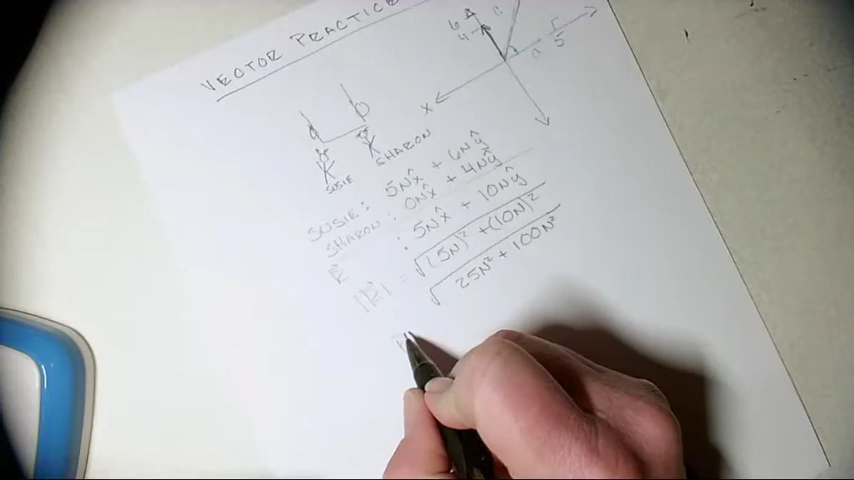 VECTOR PRACTICE
6
4
c
a
5
x
SUSIE
SHARON
SUSIE: 5Nx̂ + 6Nŷ
SHARON: 0Nx̂ + 4Nŷ
R⃗ : 5Nx̂ + 10Nŷ
|R⃗| = √(5N)² + (10N)²
√25N² + 100N²